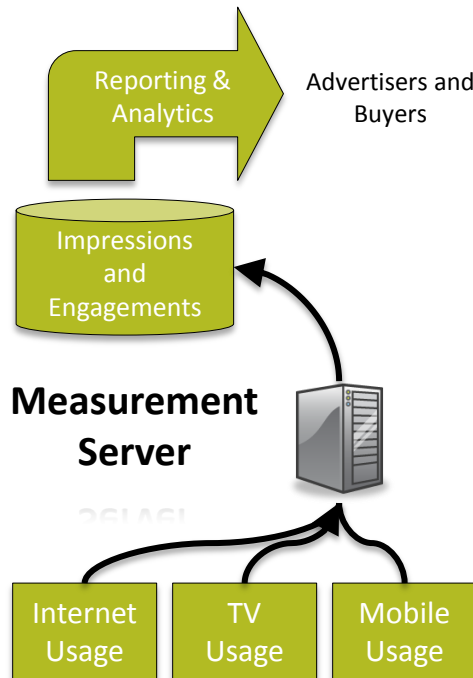 Reporting &
Analytics
Advertisers and
Buyers
Impressions
and
Engagements
Measurement
Server
Internet
Usage
TV
Usage
Mobile
Usage